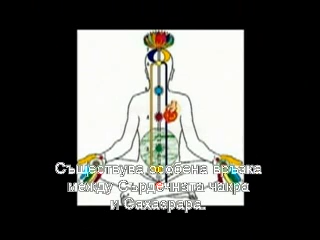 Съществува особена връзка
между Сърдечната чакра
и Сахасрара.